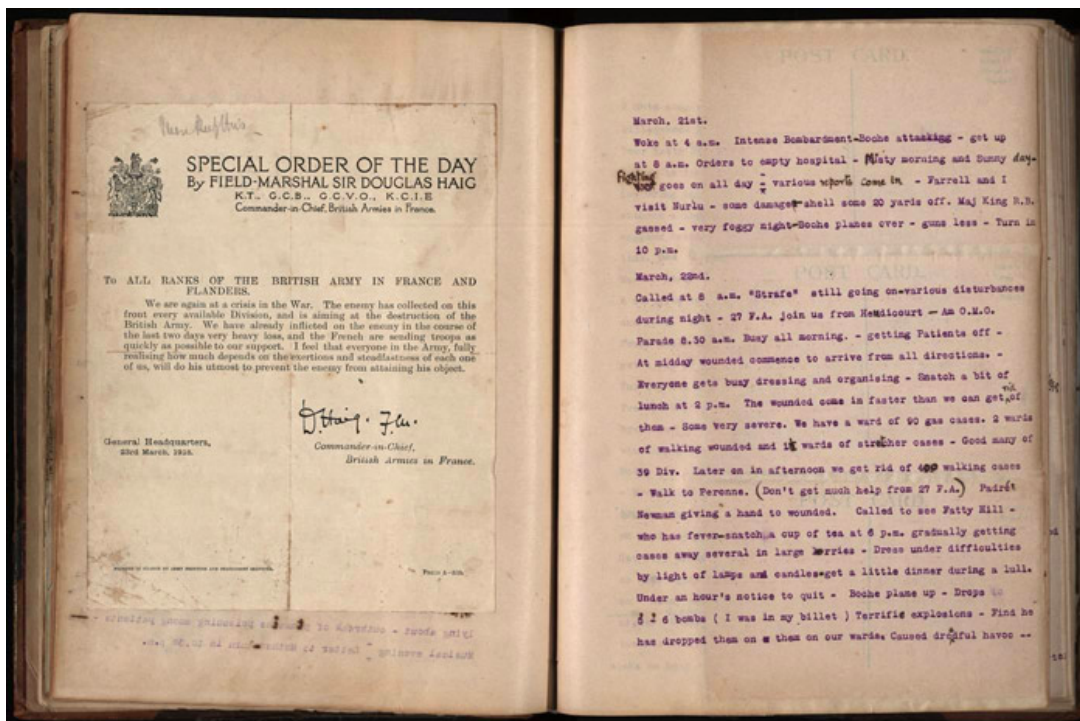 SPECIAL ORDER OF THE DAY
By FIELD-MARSHAL SIR DOUGLAS HAIG
K.T., G.C.B., G.C.V.O., K.C.I.E
Commander-in-Chief, British Armies in France.
To ALL RANKS OF THE BRITISH ARMY IN FRANCE AND
FLANDERS.
We are again at a crisis in the War. The enemy has collected on this
front every available Division, and is aiming at the destruction of the
British Army. We have already inflicted on the enemy in the course of
the last two days very heavy loss, and the French are sending troops as
quickly as possible to our support. I feel that everyone in the Army, fully
realising how much depends on the exertions and steadfastness of each one
of us, will do his utmost to prevent the enemy from attaining his object.
D. Haig. F.M.
General Headquarters,
23rd March, 1918.
Commander-in-Chief,
British Armies in France.
POST CARD.
March, 21st.
Woke at 4 a.m. Intense Bombardment-Boche attacking - get up
at 8 a.m. Orders to empty hospital - Misty morning and Sunny day-
Fighting goes on all day - various reports come in - Farrell and I
visit Nurlu - some damage-shell some 20 yards off. Maj King R.B.
gassed - very foggy night-Boche planes over - guns less - Turn in
10 p.m.
POST CARD.
March, 22nd.
Called at 8 a.m. "Strafe" still going on-various disturbances
during night - 27 F.A. join us from Heudicourt - Am O.M.O.
Parade 8.30 a.m. Busy all morning. - getting Patients off -
At midday wounded commence to arrive from all directions. -
Everyone gets busy dressing and organising - Snatch a bit of
lunch at 2 p.m. The wounded come in faster than we can get rid of
them - Some very severe. We have a ward of 90 gas cases. 2 wards
of walking wounded and wards of stretcher cases - Good many of
39 Div. Later on in afternoon we get rid of 400 walking cases
- Walk to Peronne. (Don't get much help from 27 F.A.) Padre
Newman giving a hand to wounded. Called to see Fatty Hill -
who has fever-snatch a cup of tea at 6 p.m. gradually getting
cases away several in large lorries - Dress under difficulties
by light of lamps and candles-get a little dinner during a lull.
Under an hour's notice to quit - Boche plane up - Drops
6 bombs ( I was in my billet ) Terrific explosions - Find he
has dropped them on them on our wards. Caused dreadful havoc --